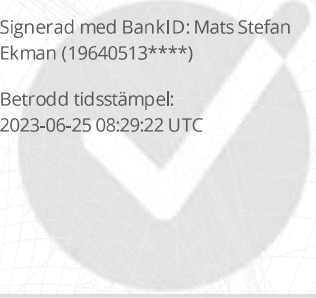 Signerad med BankID: Mats Stefan
Ekman (19640513****)
Betrodd tidsstämpel:
2023-06-25 08:29:22 UTC